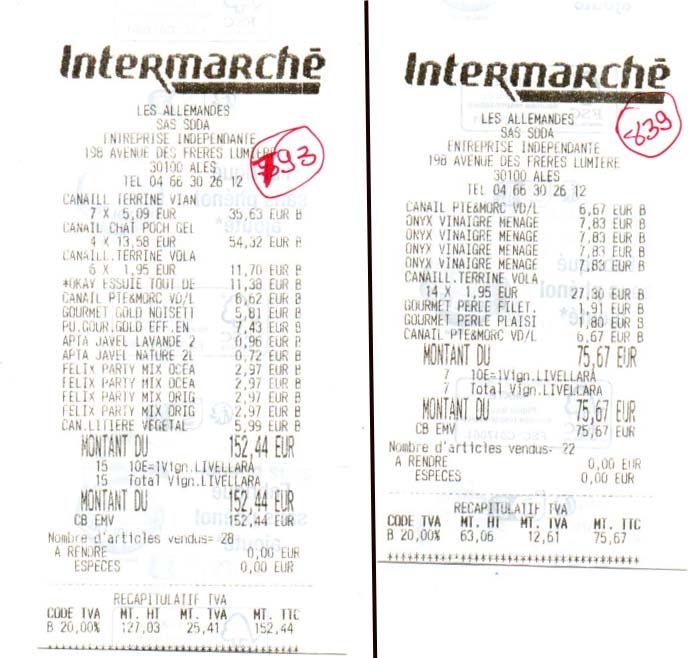 Intermarché
LES ALLEMANDES
SAS SODA
ENTREPRISE INDEPENDANTE
198 AVENUE DES FRERES LUMIERE
30100 ALES
TEL 04 66 30 26 12
793
CANAILL TERRINE VIAN
7 X 5,09 EUR 35,63 EUR B
CANAIL CHAT POCH GEL
4 X 13,58 EUR 54,32 EUR B
CANAILL.TERRINE VOLA
6 X 1,95 EUR 11,70 EUR B
*OKAY ESSUIE TOUT DE 11,38 EUR B
CANAIL PTE&MORC VD/L 6,62 EUR B
GOURMET GOLD NOISETI 5,81 EUR B
PU.GOUR.GOLD EFF.EN 7,43 EUR B
APTA JAVEL LAVANDE 2 0,96 EUR B
APTA JAVEL NATURE 2L 0,72 EUR B
FELIX PARTY MIX OCEA 2,97 EUR B
FELIX PARTY MIX OCEA 2,97 EUR B
FELIX PARTY MIX ORIG 2,97 EUR B
FELIX PARTY MIX ORIG 2,97 EUR B
FELIX PARTY MIX ORIG 2,97 EUR B
CAN.LITIERE VEGETAL 5,99 EUR B
MONTANT DU 152,44 EUR
15 10E=1Vign.LIVELLARA
15 Total Vign.LIVELLARA
MONTANT DU 152,44 EUR
CB EMV 152,44 EUR
Nombre d'articles vendus= 28
A RENDRE 0,00 EUR
ESPECES 0,00 EUR
RECAPITULATIF TVA
CODE TVA MT. HT MT. TVA MT. TTC
B 20,00% 127,03 25,41 152,44
Intermarché
LES ALLEMANDES
SAS SODA
ENTREPRISE INDEPENDANTE
198 AVENUE DES FRERES LUMIERE
30100 ALES
TEL 04 66 30 26 12
839
CANAIL PTE&MORC VD/L 6,67 EUR B
ONYX VINAIGRE MENAGE 7,83 EUR B
ONYX VINAIGRE MENAGE 7,83 EUR B
ONYX VINAIGRE MENAGE 7,83 EUR B
ONYX VINAIGRE MENAGE 7,83 EUR B
CANAILL.TERRINE VOLA
14 X 1,95 EUR 27,30 EUR B
GOURMET PERLE FILET. 1,91 EUR B
GOURMET PERLE PLAISI 1,80 EUR B
CANAIL PTE&MORC VD/L 6,67 EUR B
MONTANT DU 75,67 EUR
7 10E=1Vign.LIVELLARA
7 Total Vign.LIVELLARA
MONTANT DU 75,67 EUR
CB EMV 75,67 EUR
Nombre d'articles vendus= 22
A RENDRE 0,00 EUR
ESPECES 0,00 EUR
RECAPITULATIF TVA
CODE TVA MT. HT MT. TVA MT. TTC
B 20,00% 63,06 12,61 75,67